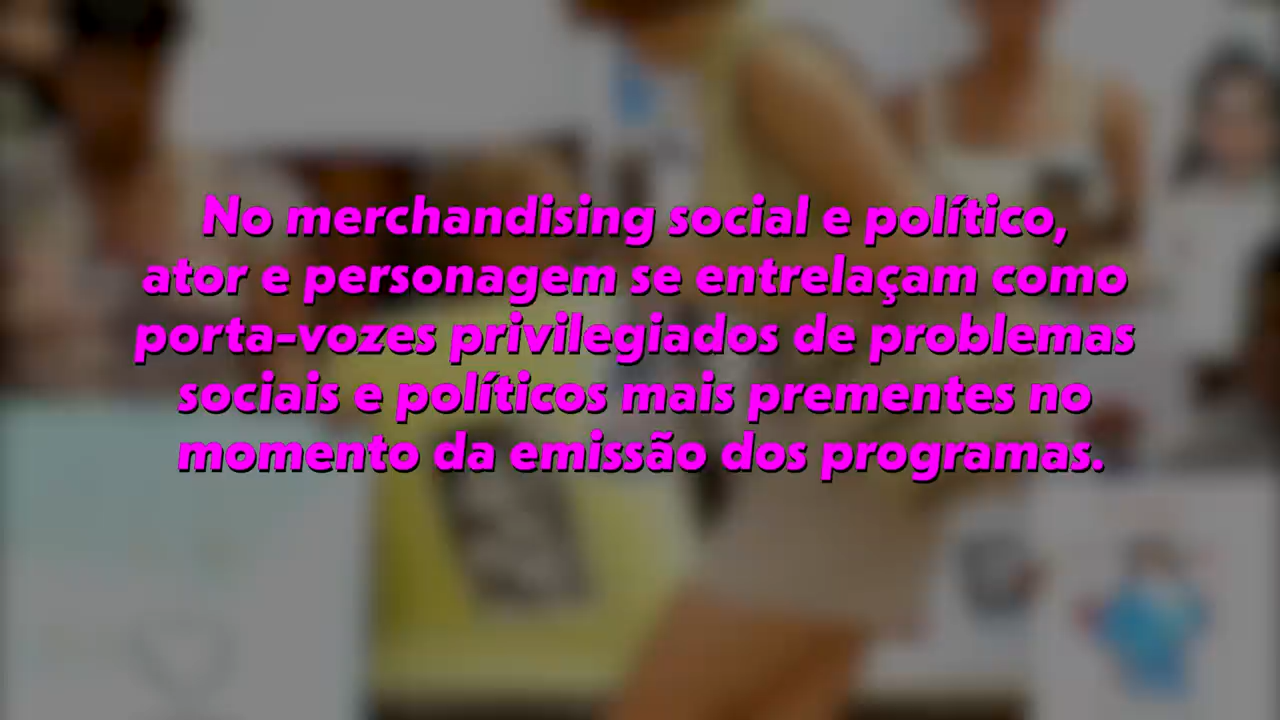 No merchandising social e político,
ator e personagem se entrelaçam como
porta-vozes privilegiados de problemas
sociais e políticos mais prementes no
momento da emissão dos programas.